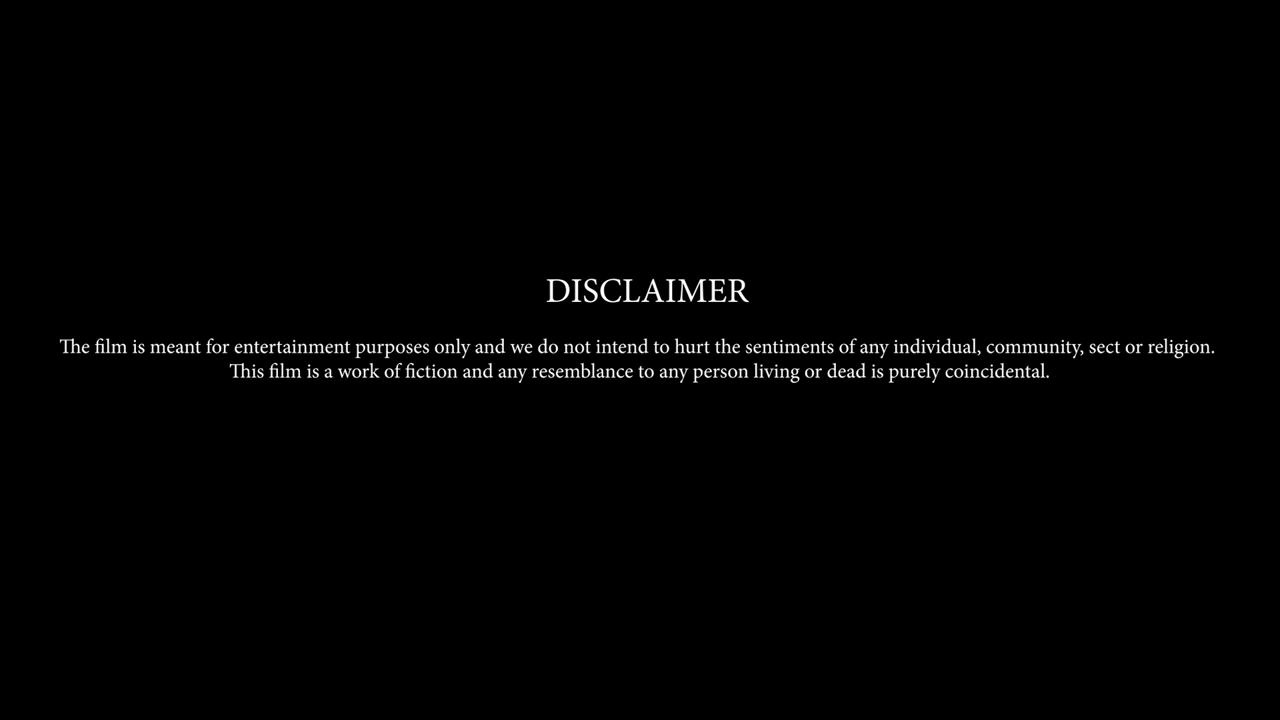 DISCLAIMER
The film is meant for entertainment purposes only and we do not intend to hurt the sentiments of any individual, community, sect or religion.
This film is a work of fiction and any resemblance to any person living or dead is purely coincidental.